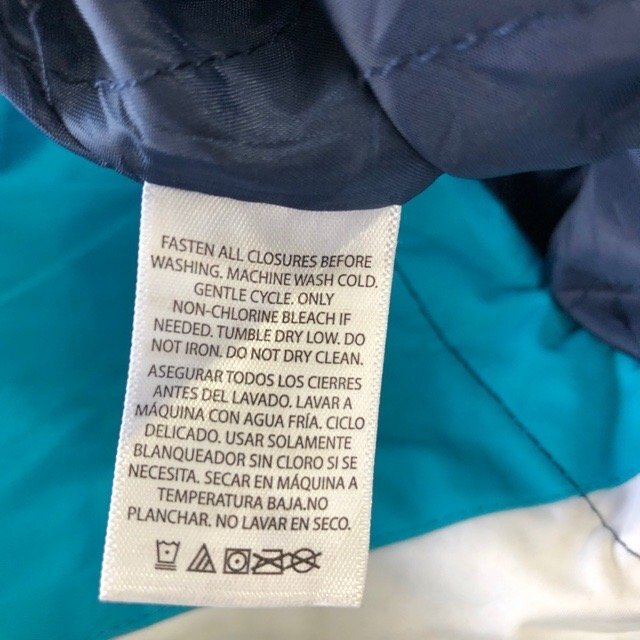 FASTEN ALL CLOSURES BEFORE
WASHING. MACHINE WASH COLD.
GENTLE CYCLE. ONLY
NON-CHLORINE BLEACH IF
NEEDED. TUMBLE DRY LOW. DO
NOT IRON. DO NOT DRY CLEAN.
ASEGURAR TODOS LOS CIERRES
ANTES DEL LAVADO. LAVAR A
MÁQUINA CON AGUA FRÍA. CICLO
DELICADO. USAR SOLAMENTE
BLANQUEADOR SIN CLORO SI SE
NECESITA. SECAR EN MÁQUINA A
TEMPERATURA BAJA.NO
PLANCHAR. NO LAVAR EN SECO.